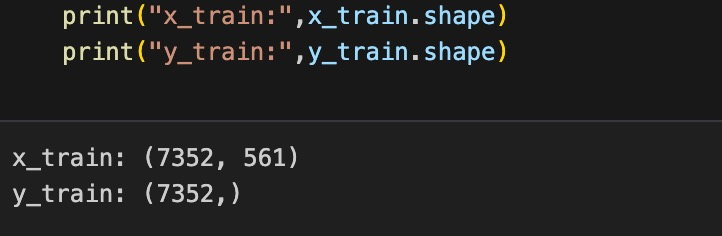 print("x_train:",x_train.shape)
print("y_train:",y_train.shape)
x_train: (7352, 561)
y_train: (7352,)